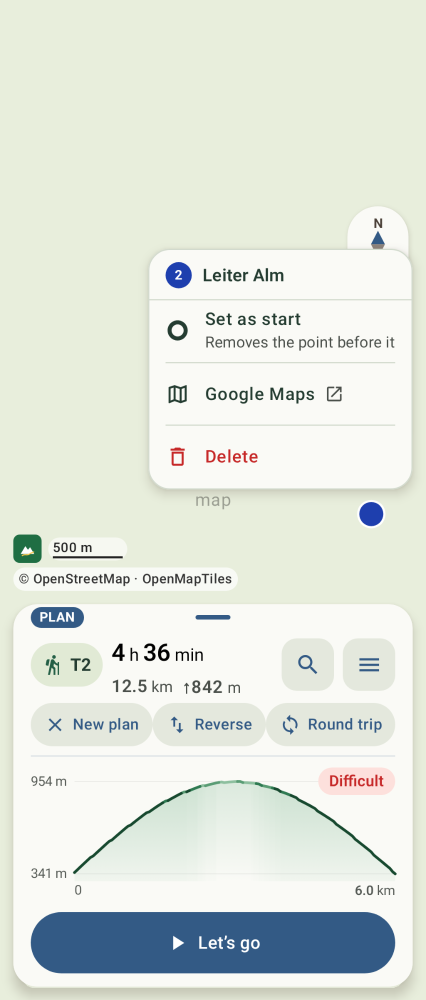 N
2 Leiter Alm
Set as start
Removes the point before it
Google Maps
Delete
map
500 m
© OpenStreetMap · OpenMapTiles
PLAN
T2
4 h 36 min
12.5 km ↑842 m
New plan Reverse Round trip
954 m
Difficult
341 m
0 6.0 km
Let’s go